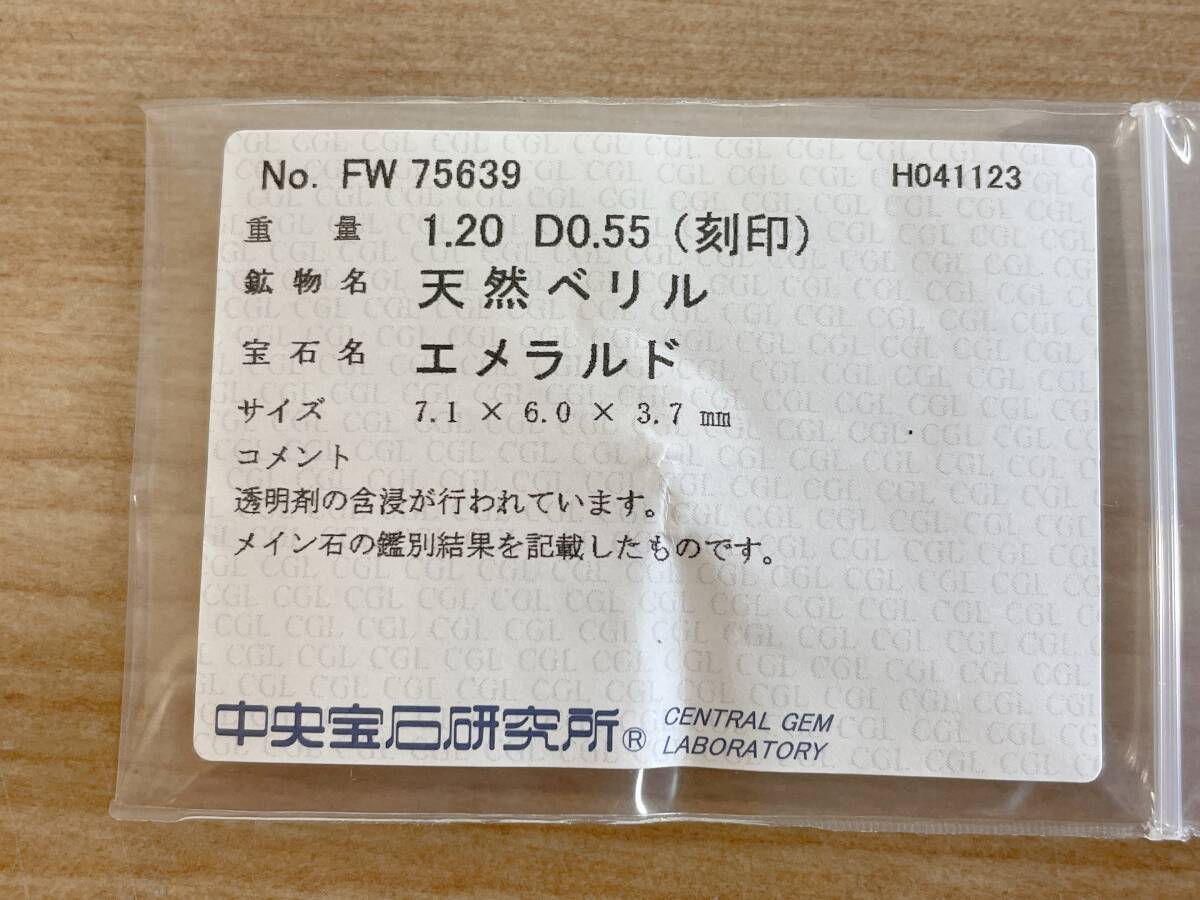 No. FW 75639 H041123
重量 1.20 D0.55 (刻印)
鉱物名 天然ベリル
宝石名 エメラルド
サイズ 7.1 × 6.0 × 3.7 mm
コメント
透明剤の含浸が行われています。
メイン石の鑑別結果を記載したものです。
中央宝石研究所® CENTRAL GEM
LABORATORY